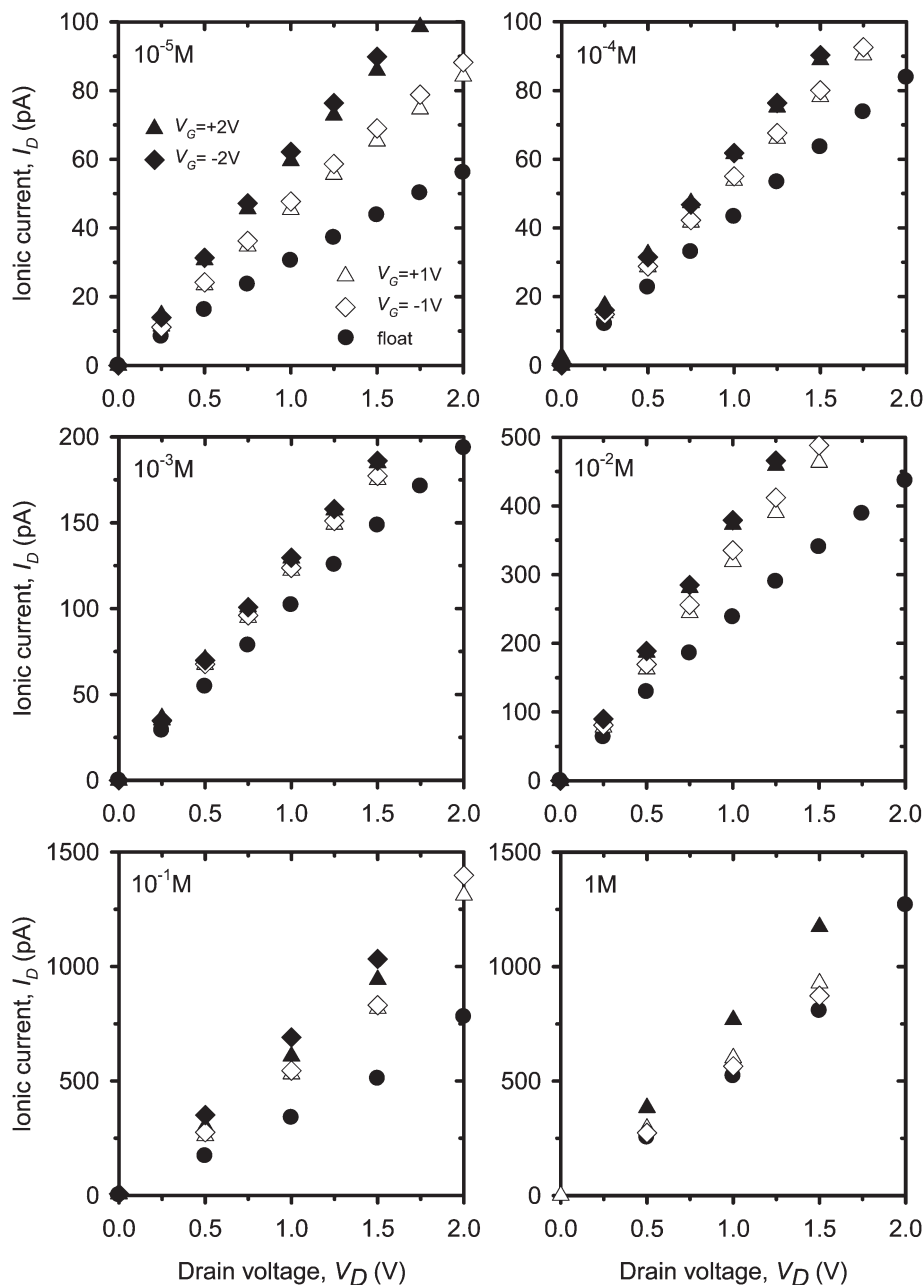 100
80
60
40
20
0
Ionic current, I_D (pA)
10⁻⁵M
V_G=+2V
V_G= -2V
V_G=+1V
V_G= -1V
float
0.0 0.5 1.0 1.5 2.0
100
80
60
40
20
0
10⁻⁴M
0.0 0.5 1.0 1.5 2.0
200
150
100
50
0
Ionic current, I_D (pA)
10⁻³M
0.0 0.5 1.0 1.5 2.0
500
400
300
200
100
0
10⁻²M
0.0 0.5 1.0 1.5 2.0
1500
1000
500
0
Ionic current, I_D (pA)
10⁻¹M
0.0 0.5 1.0 1.5 2.0
Drain voltage, V_D (V)
1500
1000
500
0
1M
0.0 0.5 1.0 1.5 2.0
Drain voltage, V_D (V)